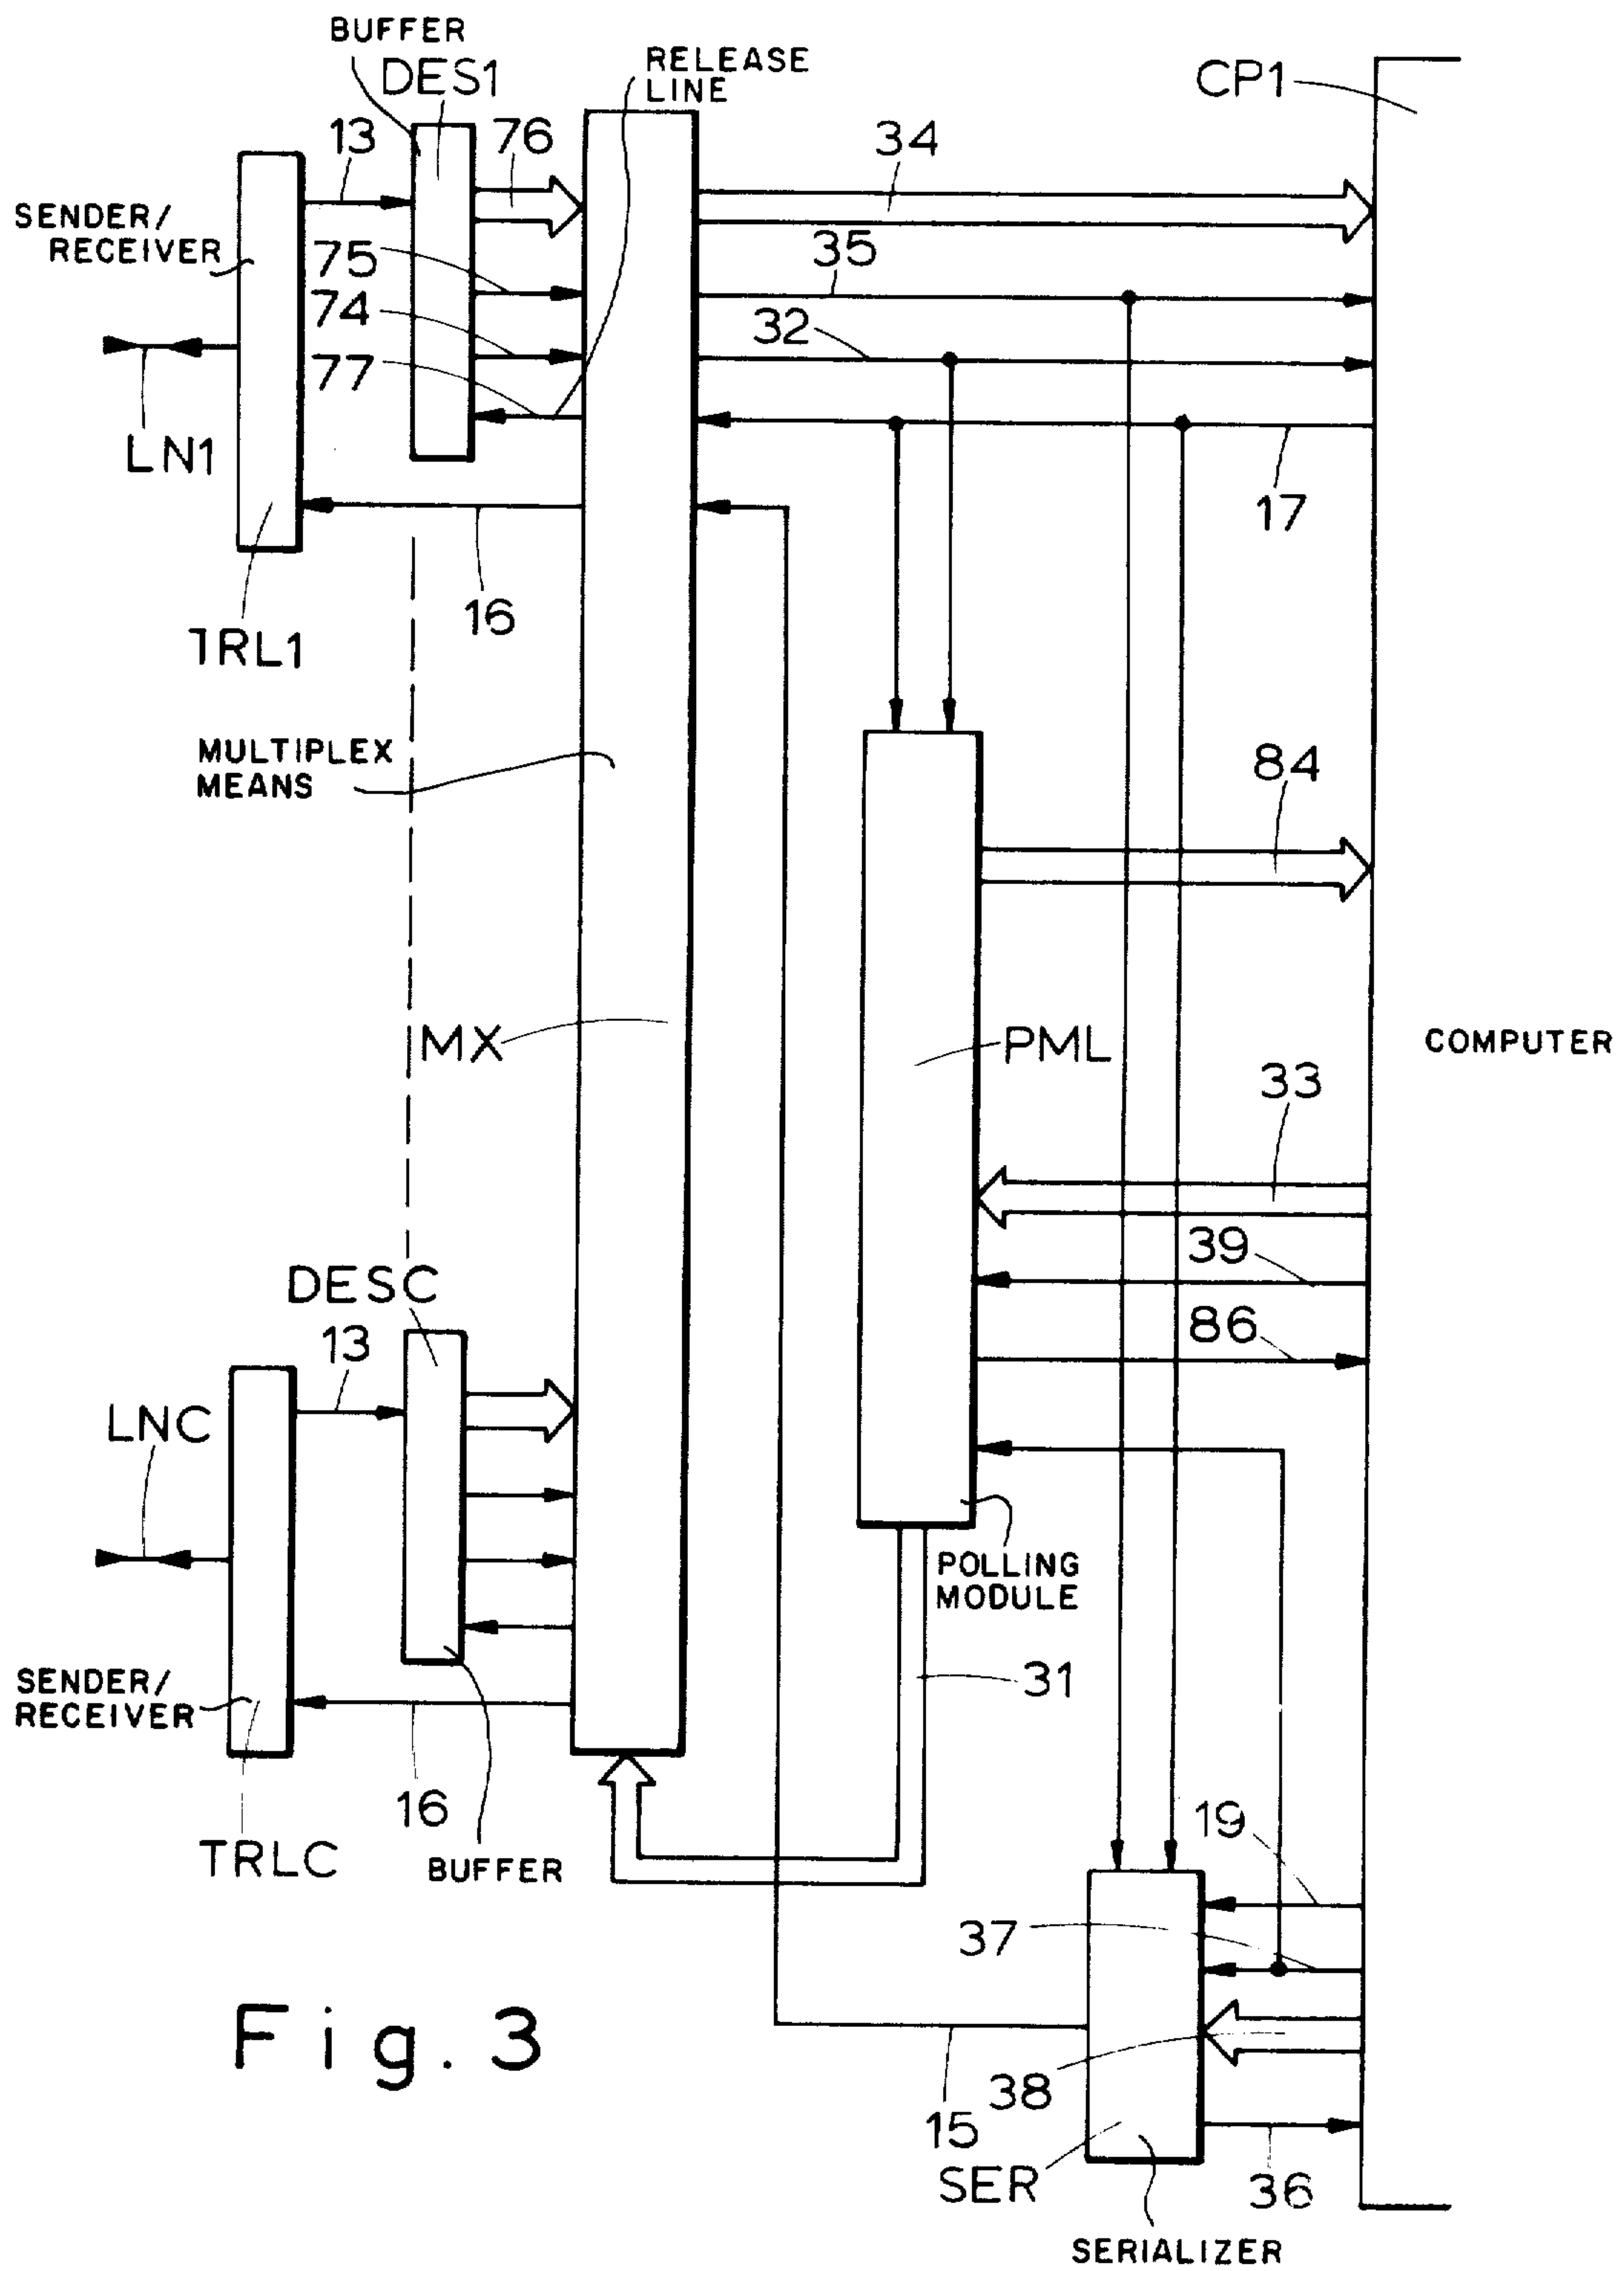 BUFFER
DES1
RELEASE
LINE
CP1
13
76
34
SENDER/
RECEIVER
75
35
74
32
77
LN1
17
16
TRL1
MULTIPLEX
MEANS
84
MX
PML
COMPUTER
33
39
DESC
86
13
LNC
POLLING
MODULE
31
SENDER/
RECEIVER
16
19
TRLC
BUFFER
37
Fig. 3
38
15
SER
36
SERIALIZER